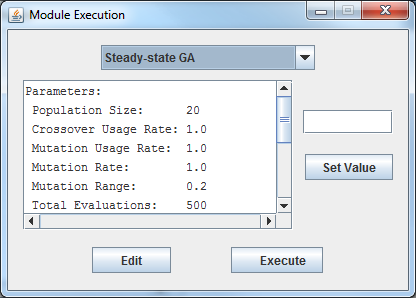 Module Execution
Steady-state GA
Parameters:
Population Size: 20
Crossover Usage Rate: 1.0
Mutation Usage Rate: 1.0
Mutation Rate: 1.0
Mutation Range: 0.2
Total Evaluations: 500
Set Value
Edit Execute